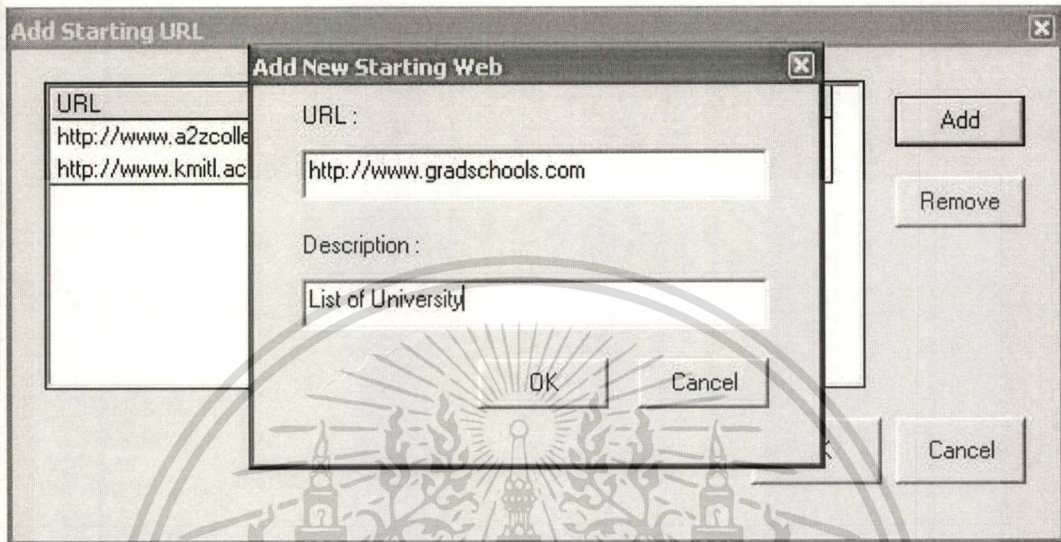 Add Starting URL
Add New Starting Web
URL
http://www.a2zcolle
http://www.kmitl.ac
URL :
http://www.gradschools.com
Description :
List of University
OK
Cancel
Add
Remove
K
Cancel